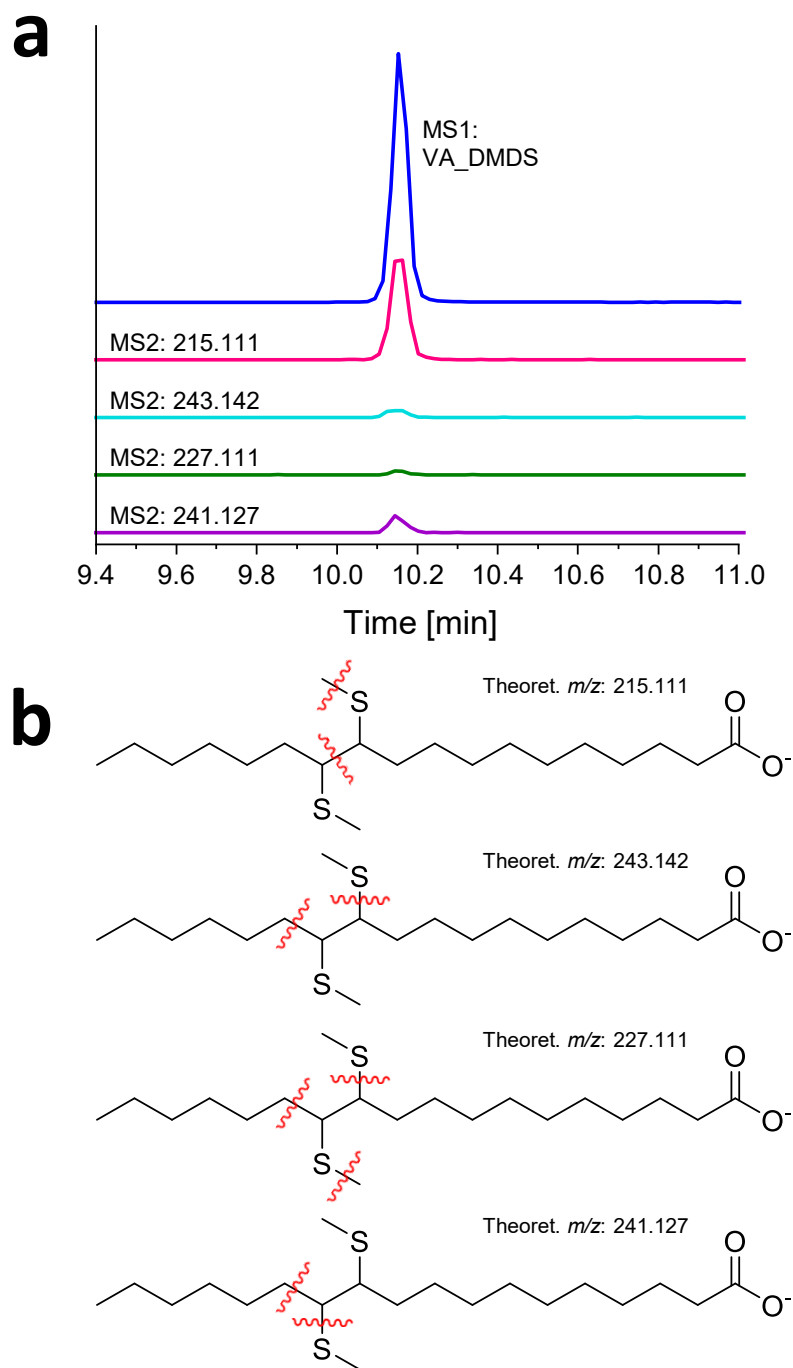 a
MS1:
VA_DMDS
MS2: 215.111
MS2: 243.142
MS2: 227.111
MS2: 241.127
9.4 9.6 9.8 10.0 10.2 10.4 10.6 10.8 11.0
Time [min]
b
Theoret. m/z: 215.111
O
S
O−
S
Theoret. m/z: 243.142
O
S
O−
S
Theoret. m/z: 227.111
O
S
O−
S
Theoret. m/z: 241.127
O
S
O−
S